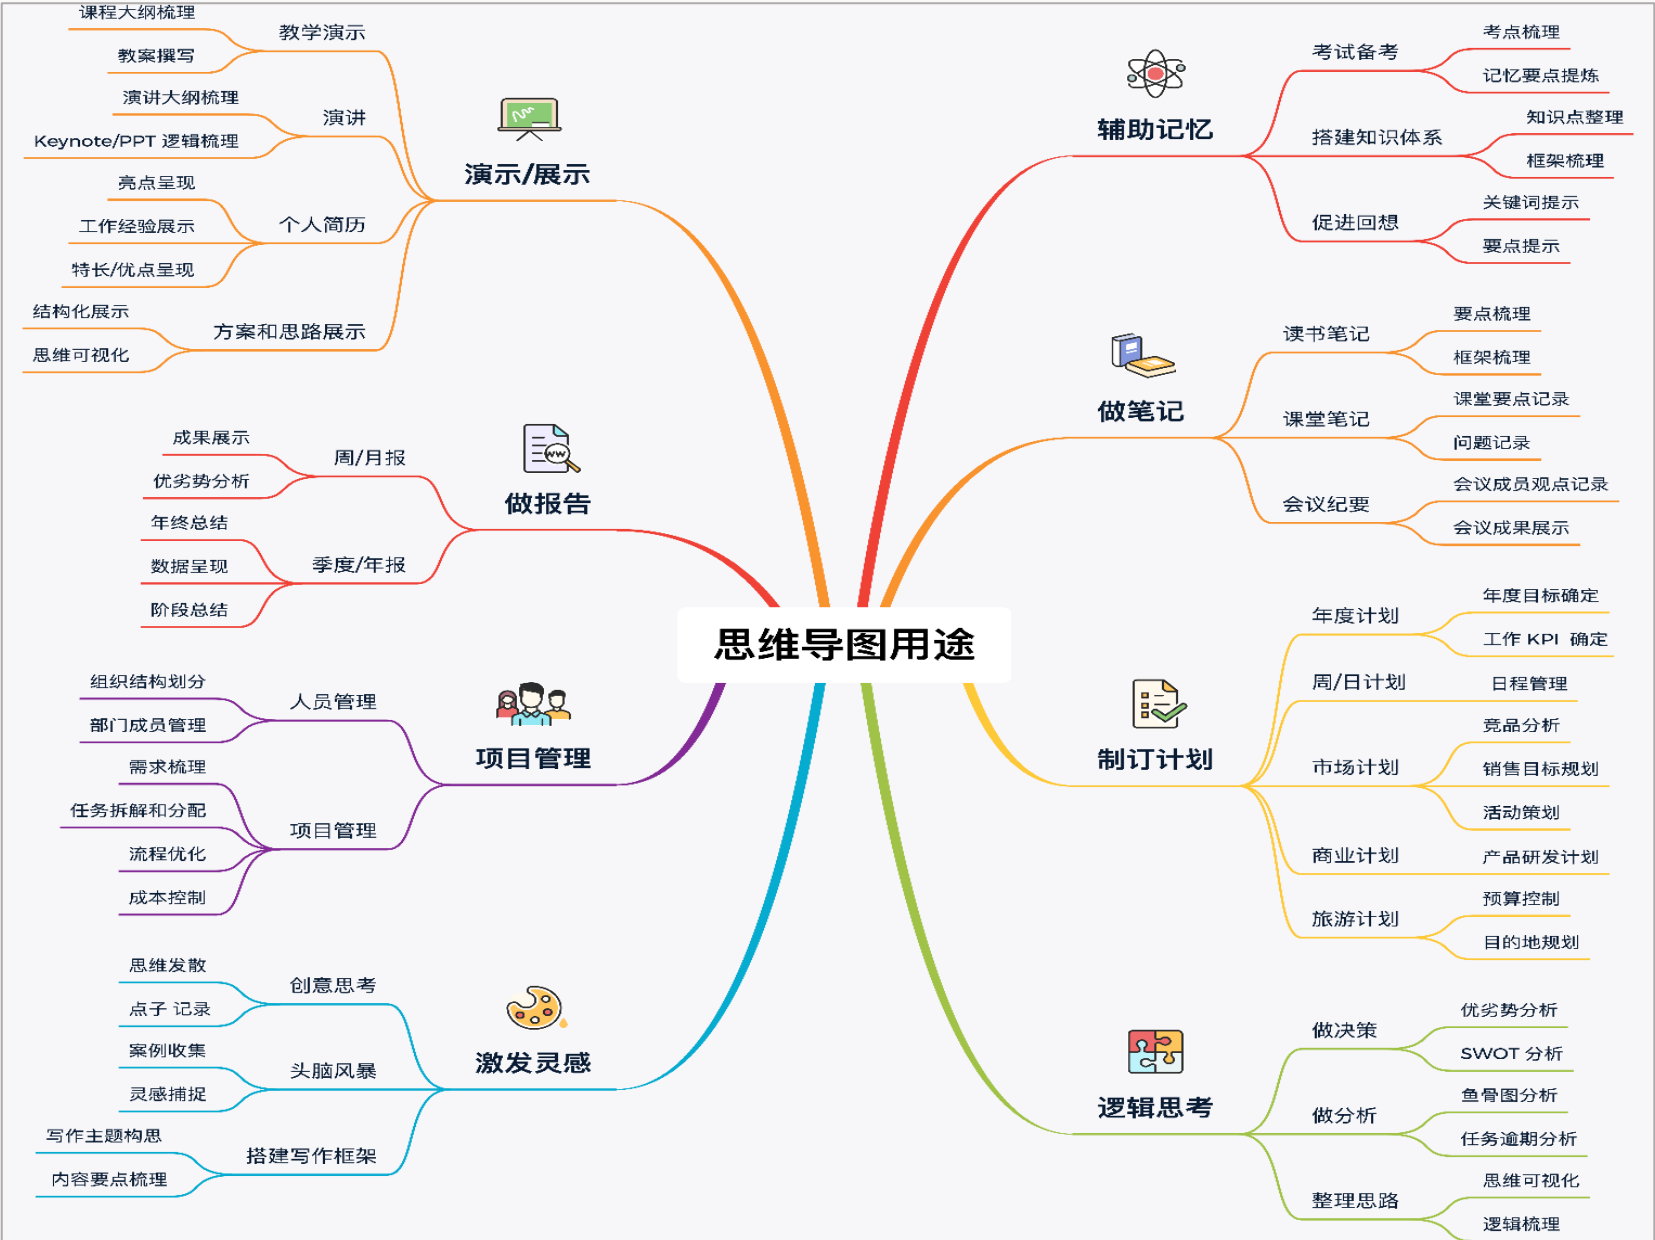 思维导图用途
辅助记忆
考试备考
考点梳理
记忆要点提炼
搭建知识体系
知识点整理
框架梳理
促进回想
关键词提示
要点提示
做笔记
读书笔记
要点梳理
框架梳理
课堂笔记
课堂要点记录
问题记录
会议纪要
会议成员观点记录
会议成果展示
制订计划
年度计划
年度目标确定
工作 KPI 确定
周/日计划
日程管理
市场计划
竞品分析
销售目标规划
活动策划
商业计划
产品研发计划
旅游计划
预算控制
目的地规划
逻辑思考
做决策
优劣势分析
SWOT 分析
做分析
鱼骨图分析
任务逾期分析
整理思路
思维可视化
逻辑梳理
演示/展示
教学演示
课程大纲梳理
教案撰写
演讲
演讲大纲梳理
Keynote/PPT 逻辑梳理
个人简历
亮点呈现
工作经验展示
特长/优点呈现
方案和思路展示
结构化展示
思维可视化
做报告
周/月报
成果展示
优劣势分析
季度/年报
年终总结
数据呈现
阶段总结
项目管理
人员管理
组织结构划分
部门成员管理
项目管理
需求梳理
任务拆解和分配
流程优化
成本控制
激发灵感
创意思考
思维发散
点子 记录
头脑风暴
案例收集
灵感捕捉
搭建写作框架
写作主题构思
内容要点梳理
WW